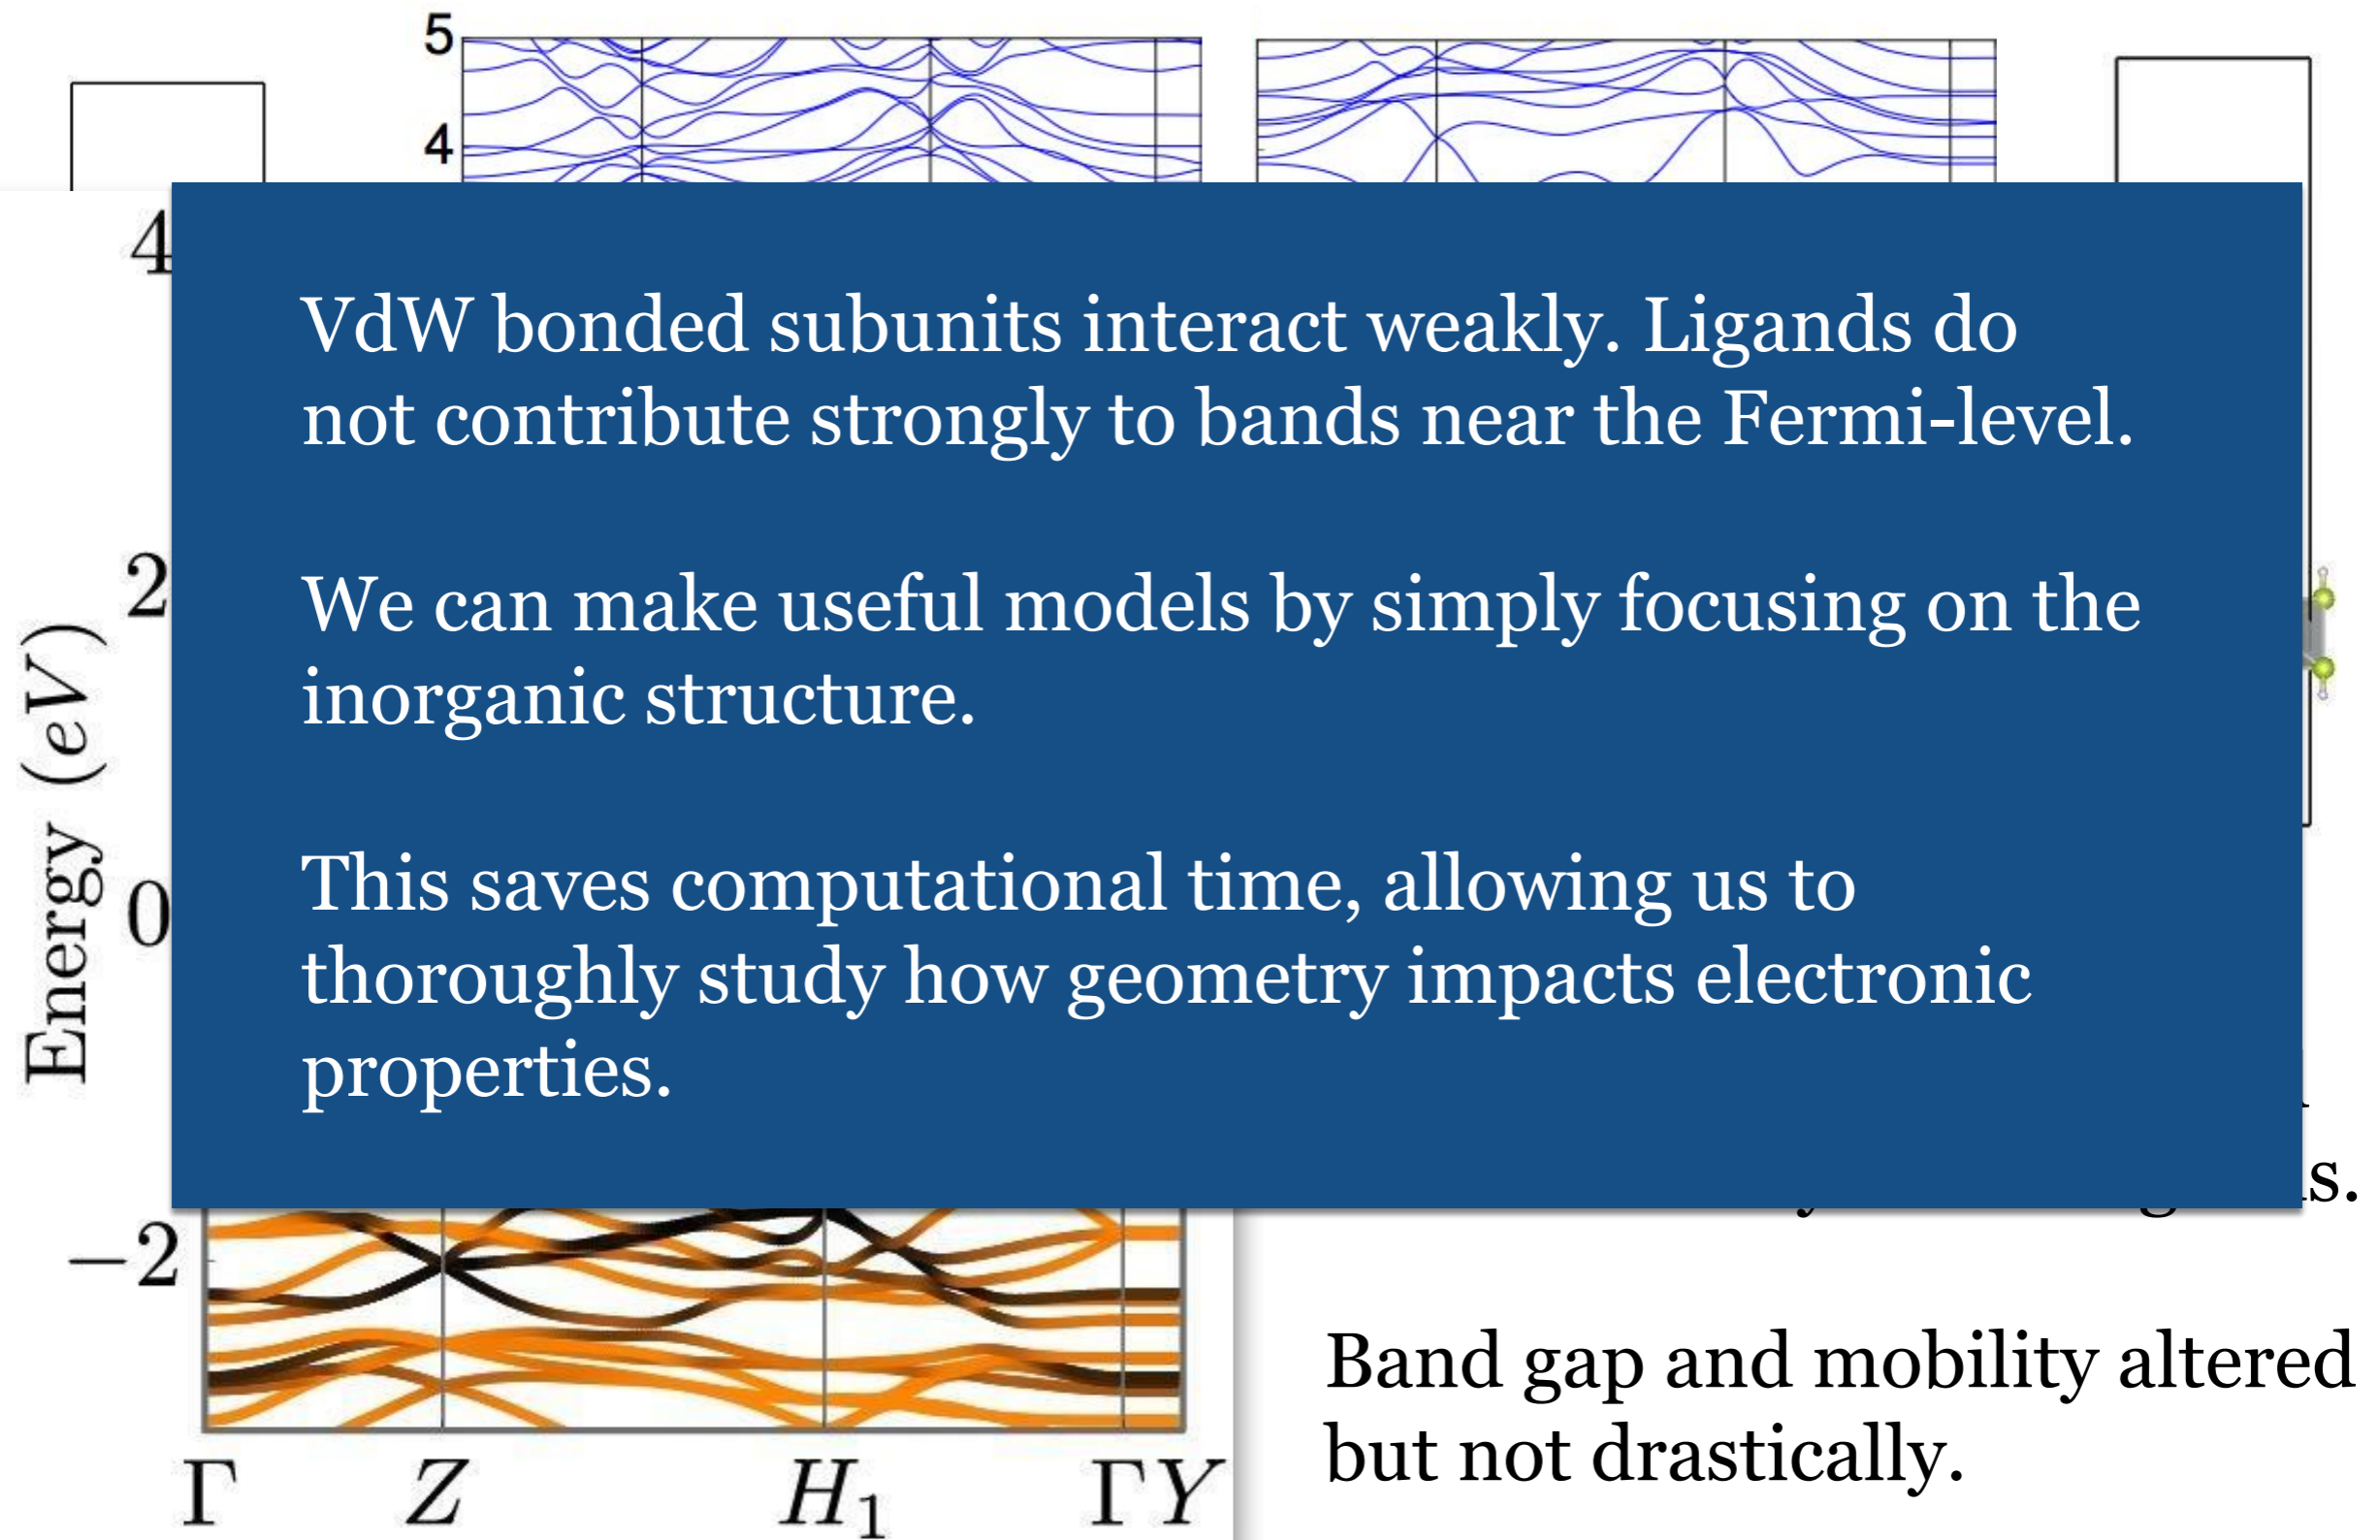 5
4
4
VdW bonded subunits interact weakly. Ligands do
not contribute strongly to bands near the Fermi-level.
2
We can make useful models by simply focusing on the
inorganic structure.
Energy (eV)
0
This saves computational time, allowing us to
thoroughly study how geometry impacts electronic
properties.
−2
Band gap and mobility altered
but not drastically.
Γ Z H₁ Γ Y